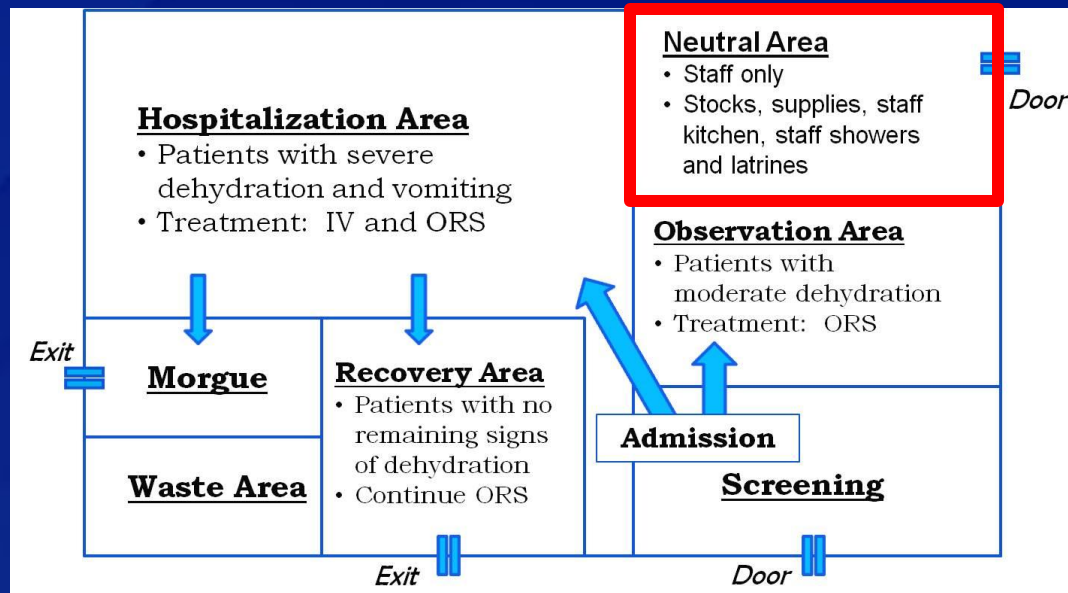 Neutral Area
• Staff only
• Stocks, supplies, staff
kitchen, staff showers
and latrines
Door
Hospitalization Area
• Patients with severe
dehydration and vomiting
• Treatment: IV and ORS
Observation Area
• Patients with
moderate dehydration
• Treatment: ORS
Exit
Morgue
Recovery Area
• Patients with no
remaining signs
of dehydration
• Continue ORS
Admission
Waste Area
Screening
Exit
Door